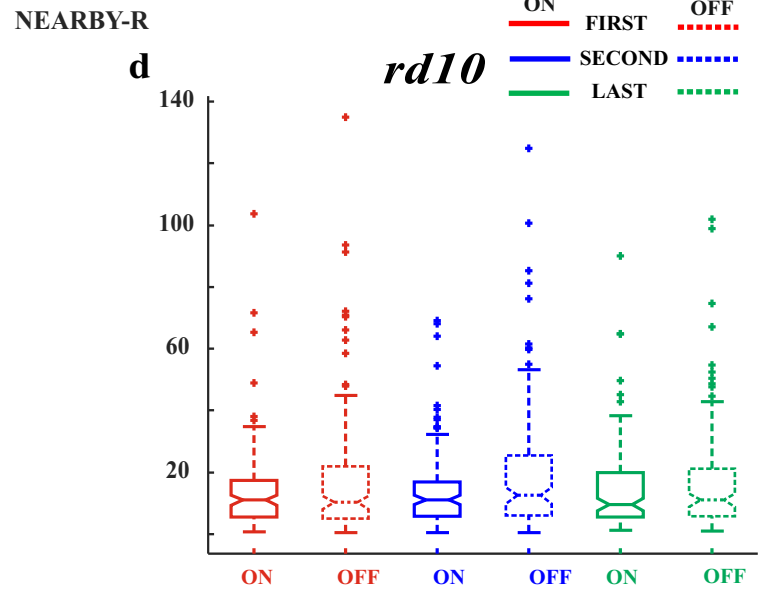 ON OFF
NEARBY-R
FIRST
d
rd10
SECOND
LAST
140
100
60
20
ON OFF ON OFF ON OFF